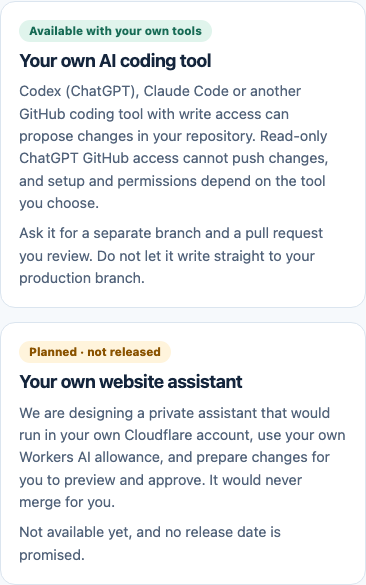 Available with your own tools
Your own AI coding tool
Codex (ChatGPT), Claude Code or another
GitHub coding tool with write access can
propose changes in your repository. Read-only
ChatGPT GitHub access cannot push changes,
and setup and permissions depend on the tool
you choose.
Ask it for a separate branch and a pull request
you review. Do not let it write straight to your
production branch.
Planned · not released
Your own website assistant
We are designing a private assistant that would
run in your own Cloudflare account, use your own
Workers AI allowance, and prepare changes for
you to preview and approve. It would never
merge for you.
Not available yet, and no release date is
promised.